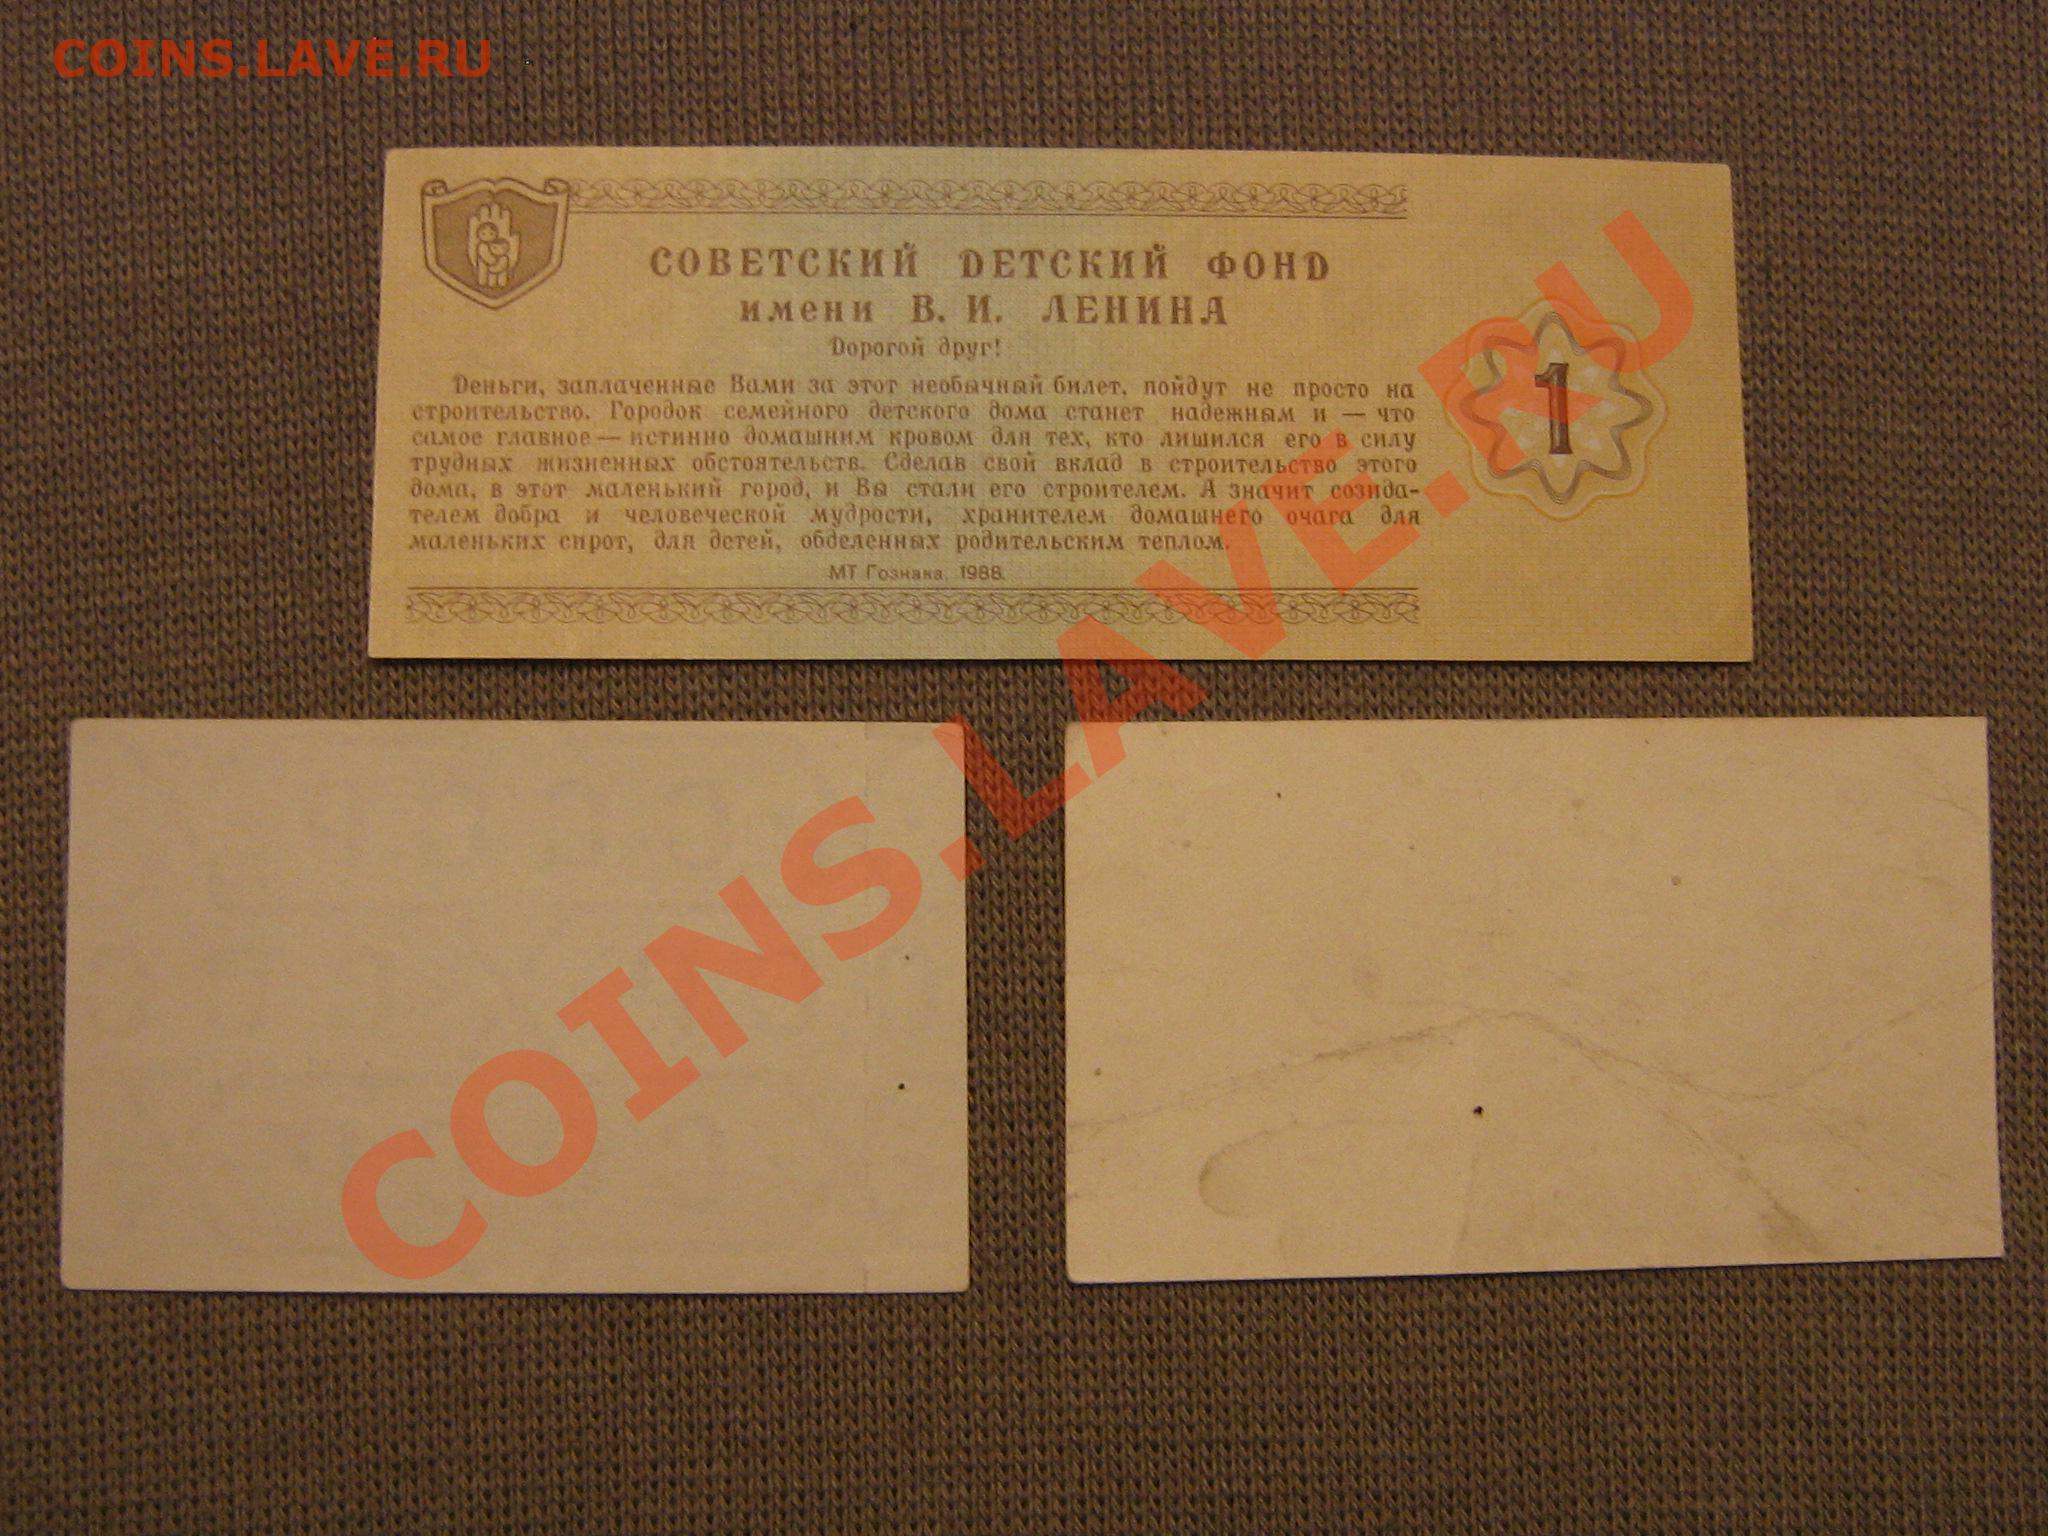 COINS.LAVE.RU
СОВЕТСКИЙ ДЕТСКИЙ ФОНД
имени В. И. ЛЕНИНА
Дорогой друг!
Деньги, заплаченные Вами за этот необычный билет, пойдут не просто на
строительство. Городок семейного детского дома станет надежным и — что
самое главное — истинно домашним кровом для тех, кто лишился его в силу
трудных жизненных обстоятельств. Сделав свой вклад в строительство этого
дома, в этот маленький город, и Вы стали его строителем. А значит созида-
телем добра и человеческой мудрости, хранителем домашнего очага для
маленьких сирот, для детей, обделенных родительским теплом.
МТ Гознака. 1988.
1
COINS.LAVE.RU